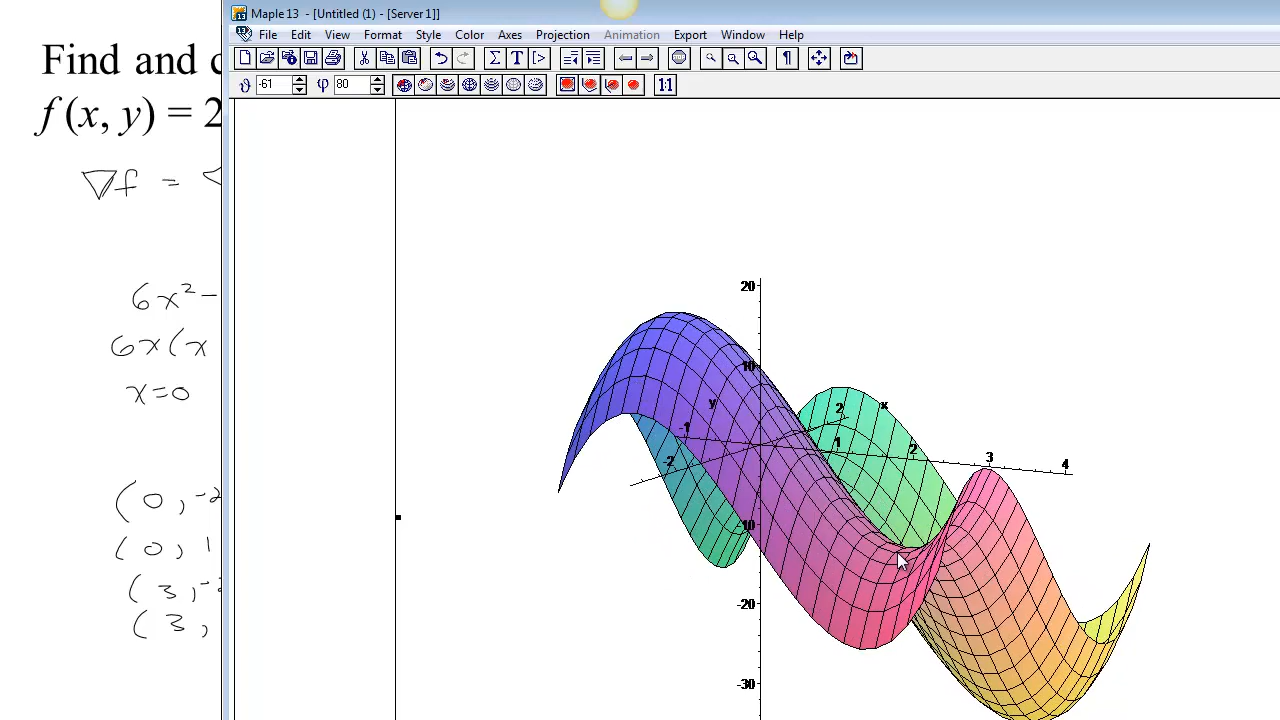 Maple 13 - [Untitled (1) - [Server 1]]
File Edit View Format Style Color Axes Projection Animation Export Window Help
ϑ -61 φ 80 1:1
Find and c
f (x, y) = 2
∇f = <
6x² -
6x(x
x=0
(0, -2
(0, 1
(3, -2
(3,
20
10
-10
-20
-30
y
-1
-2
2
x
1
2
3
4